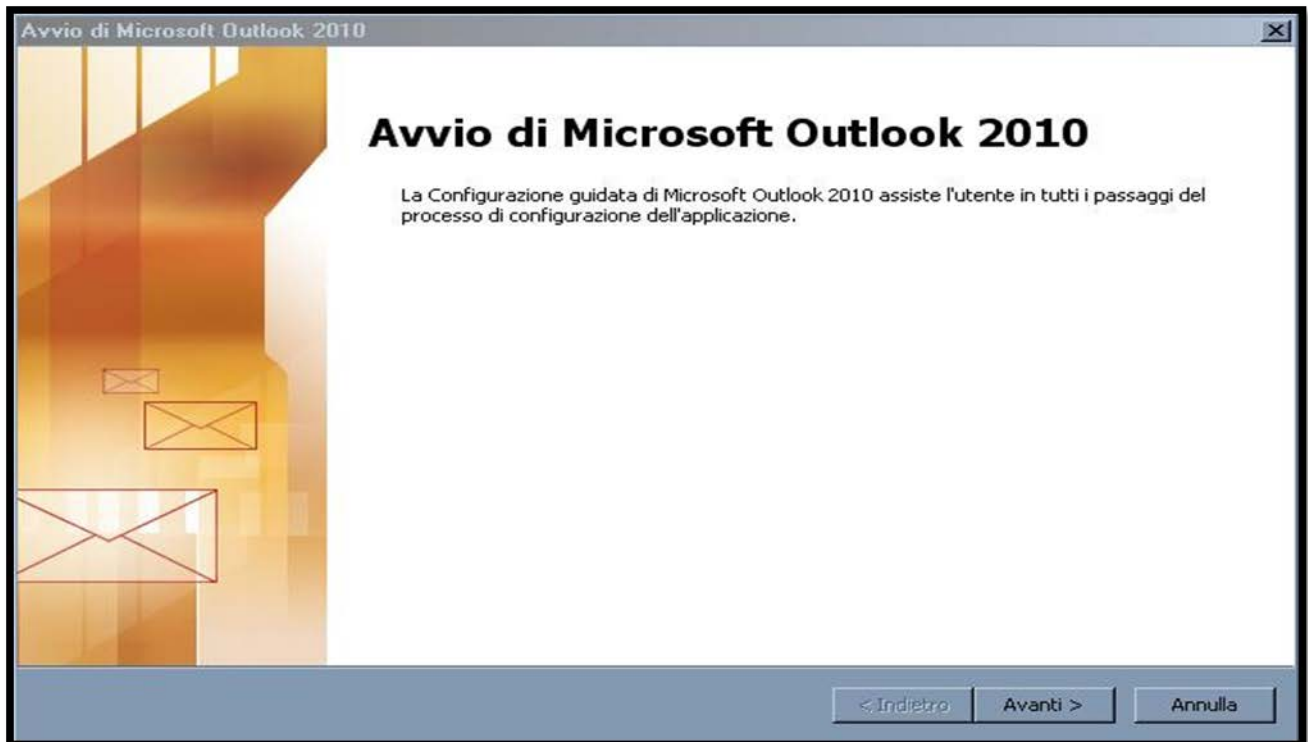 Avvio di Microsoft Outlook 2010
Avvio di Microsoft Outlook 2010
La Configurazione guidata di Microsoft Outlook 2010 assiste l'utente in tutti i passaggi del
processo di configurazione dell'applicazione.
< Indietro
Avanti >
Annulla